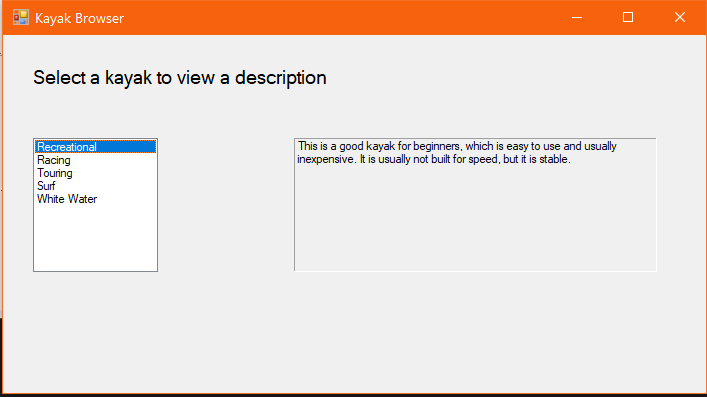 Kayak Browser
Select a kayak to view a description
Recreational
Racing
Touring
Surf
White Water
This is a good kayak for beginners, which is easy to use and usually
inexpensive. It is usually not built for speed, but it is stable.